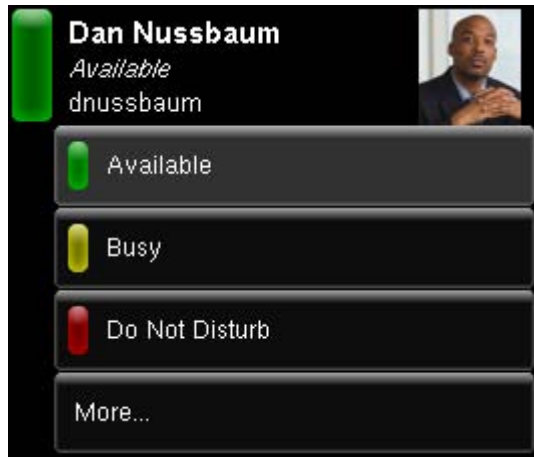 Dan Nussbaum
Available
dnussbaum
Available
Busy
Do Not Disturb
More...